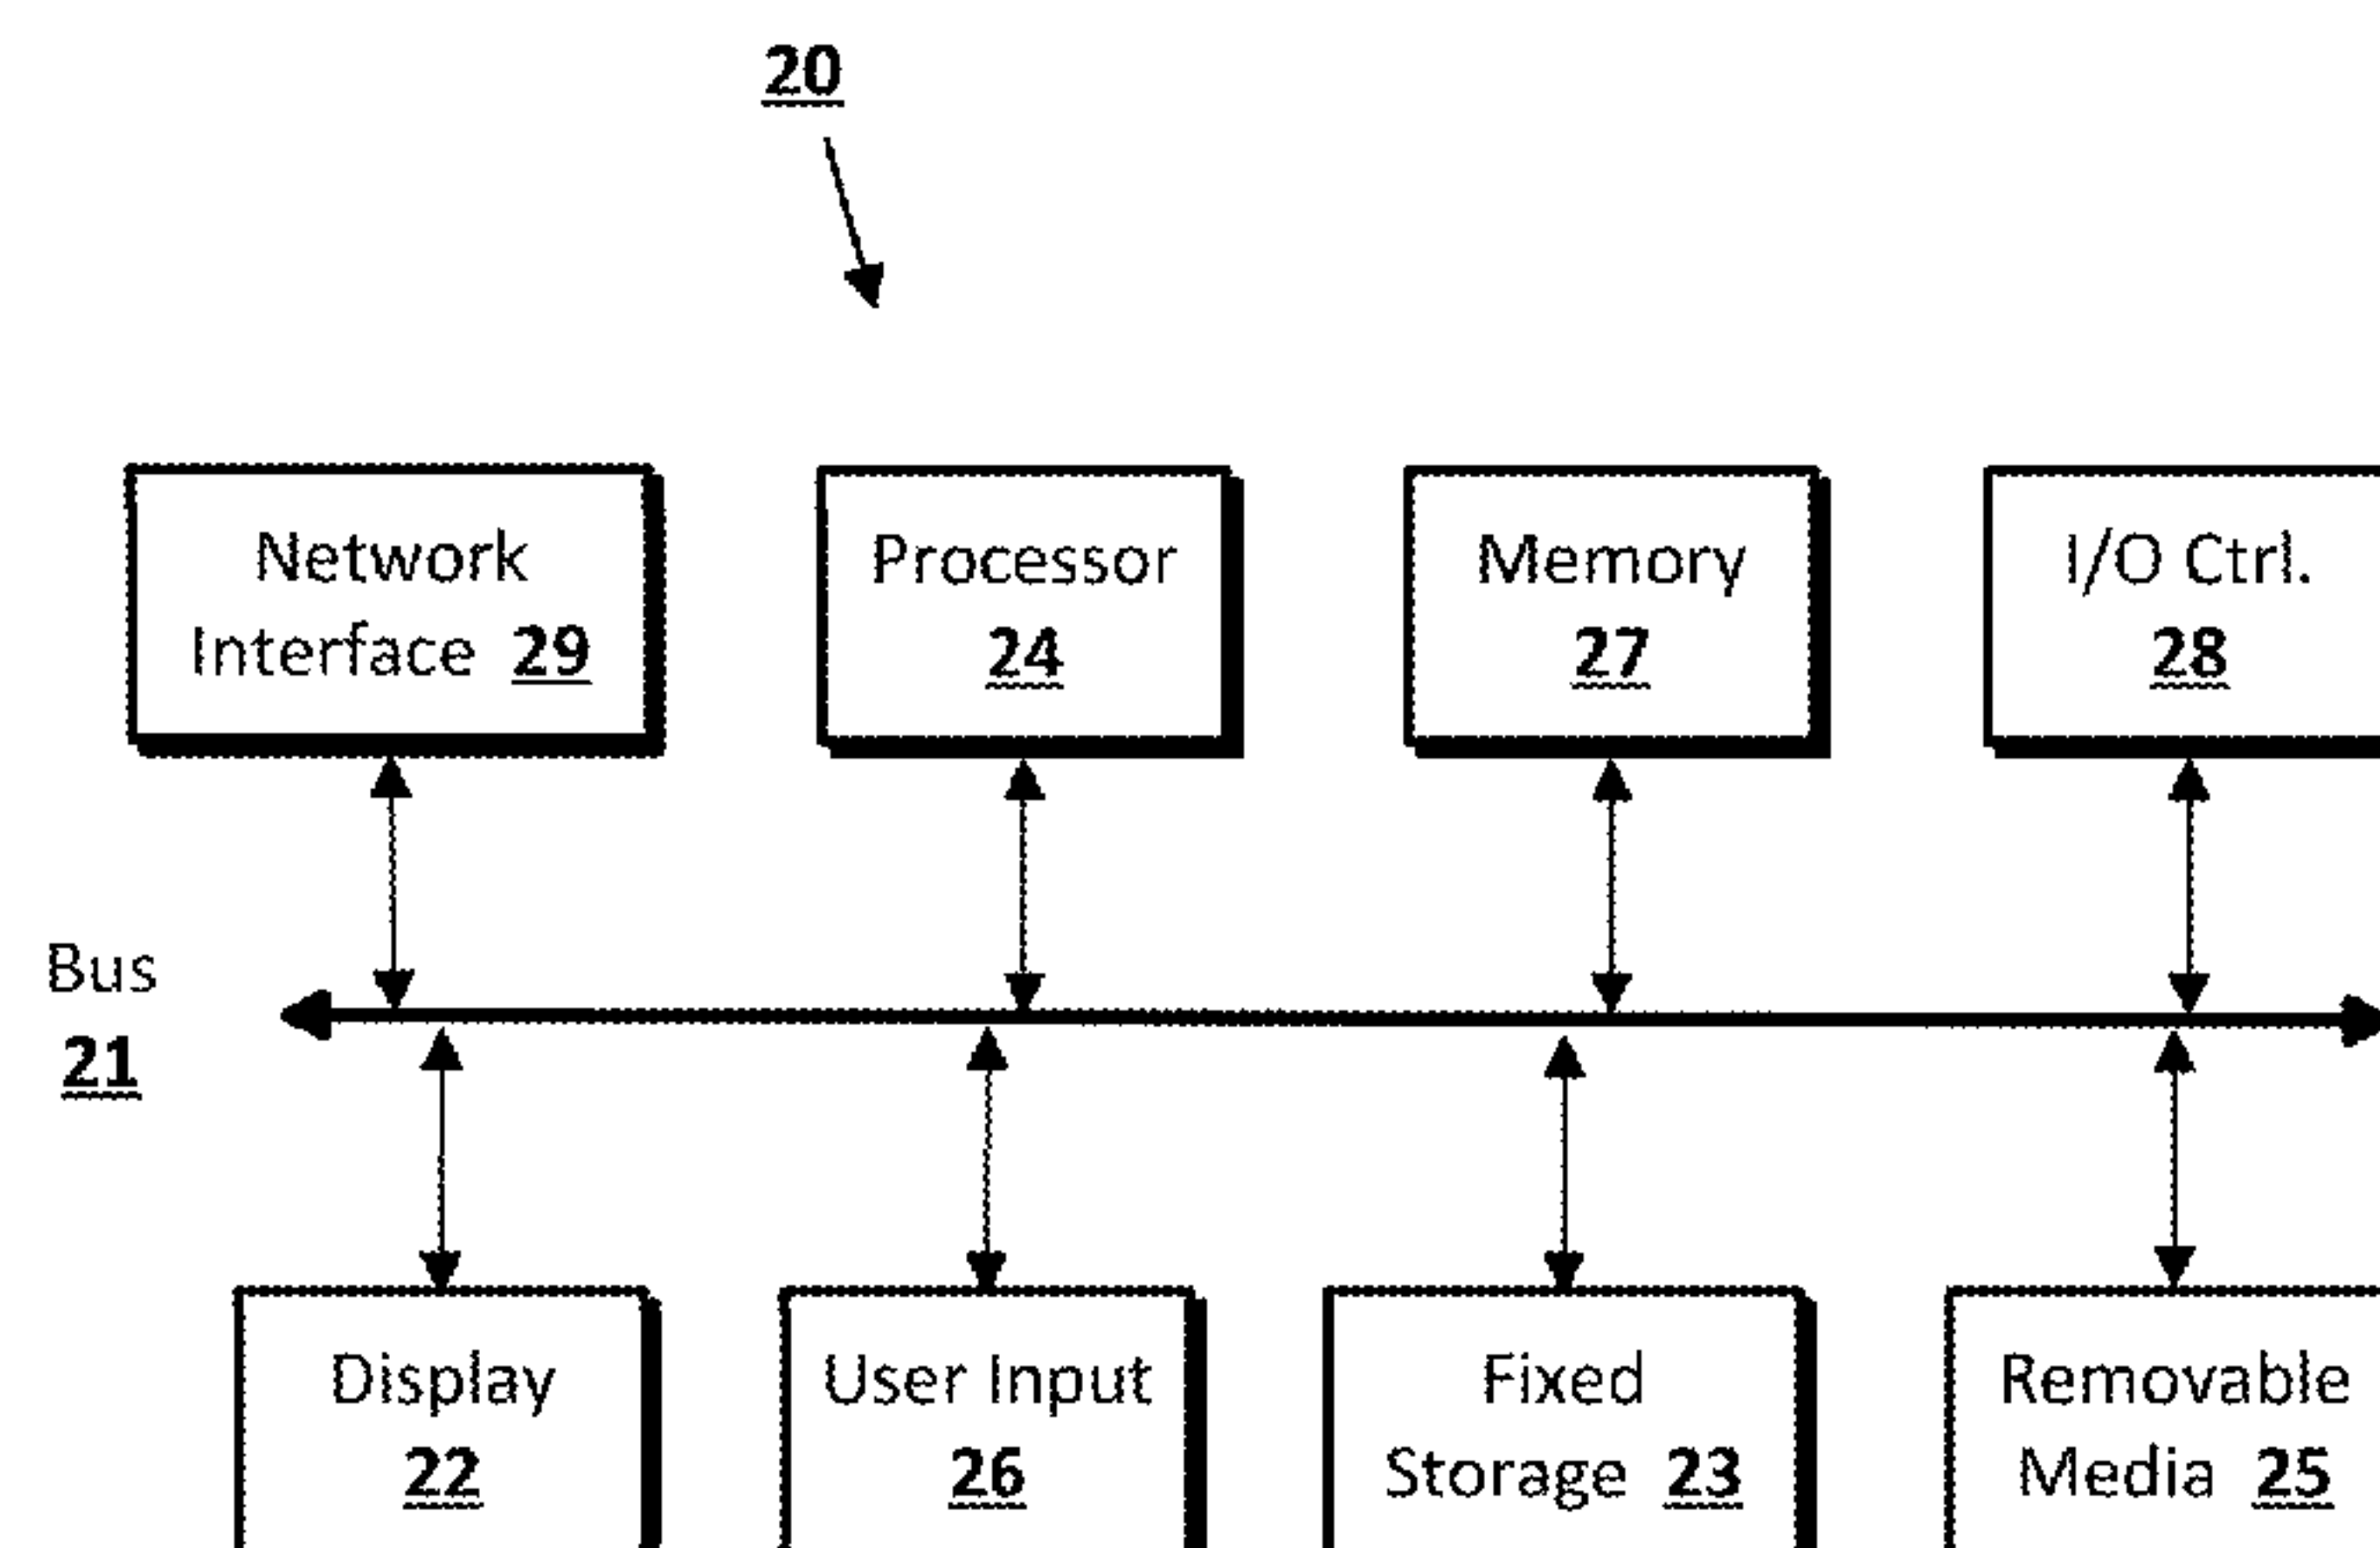 20
Network
Interface 29
Processor
24
Memory
27
I/O Ctrl.
28
Bus
21
Display
22
User Input
26
Fixed
Storage 23
Removable
Media 25